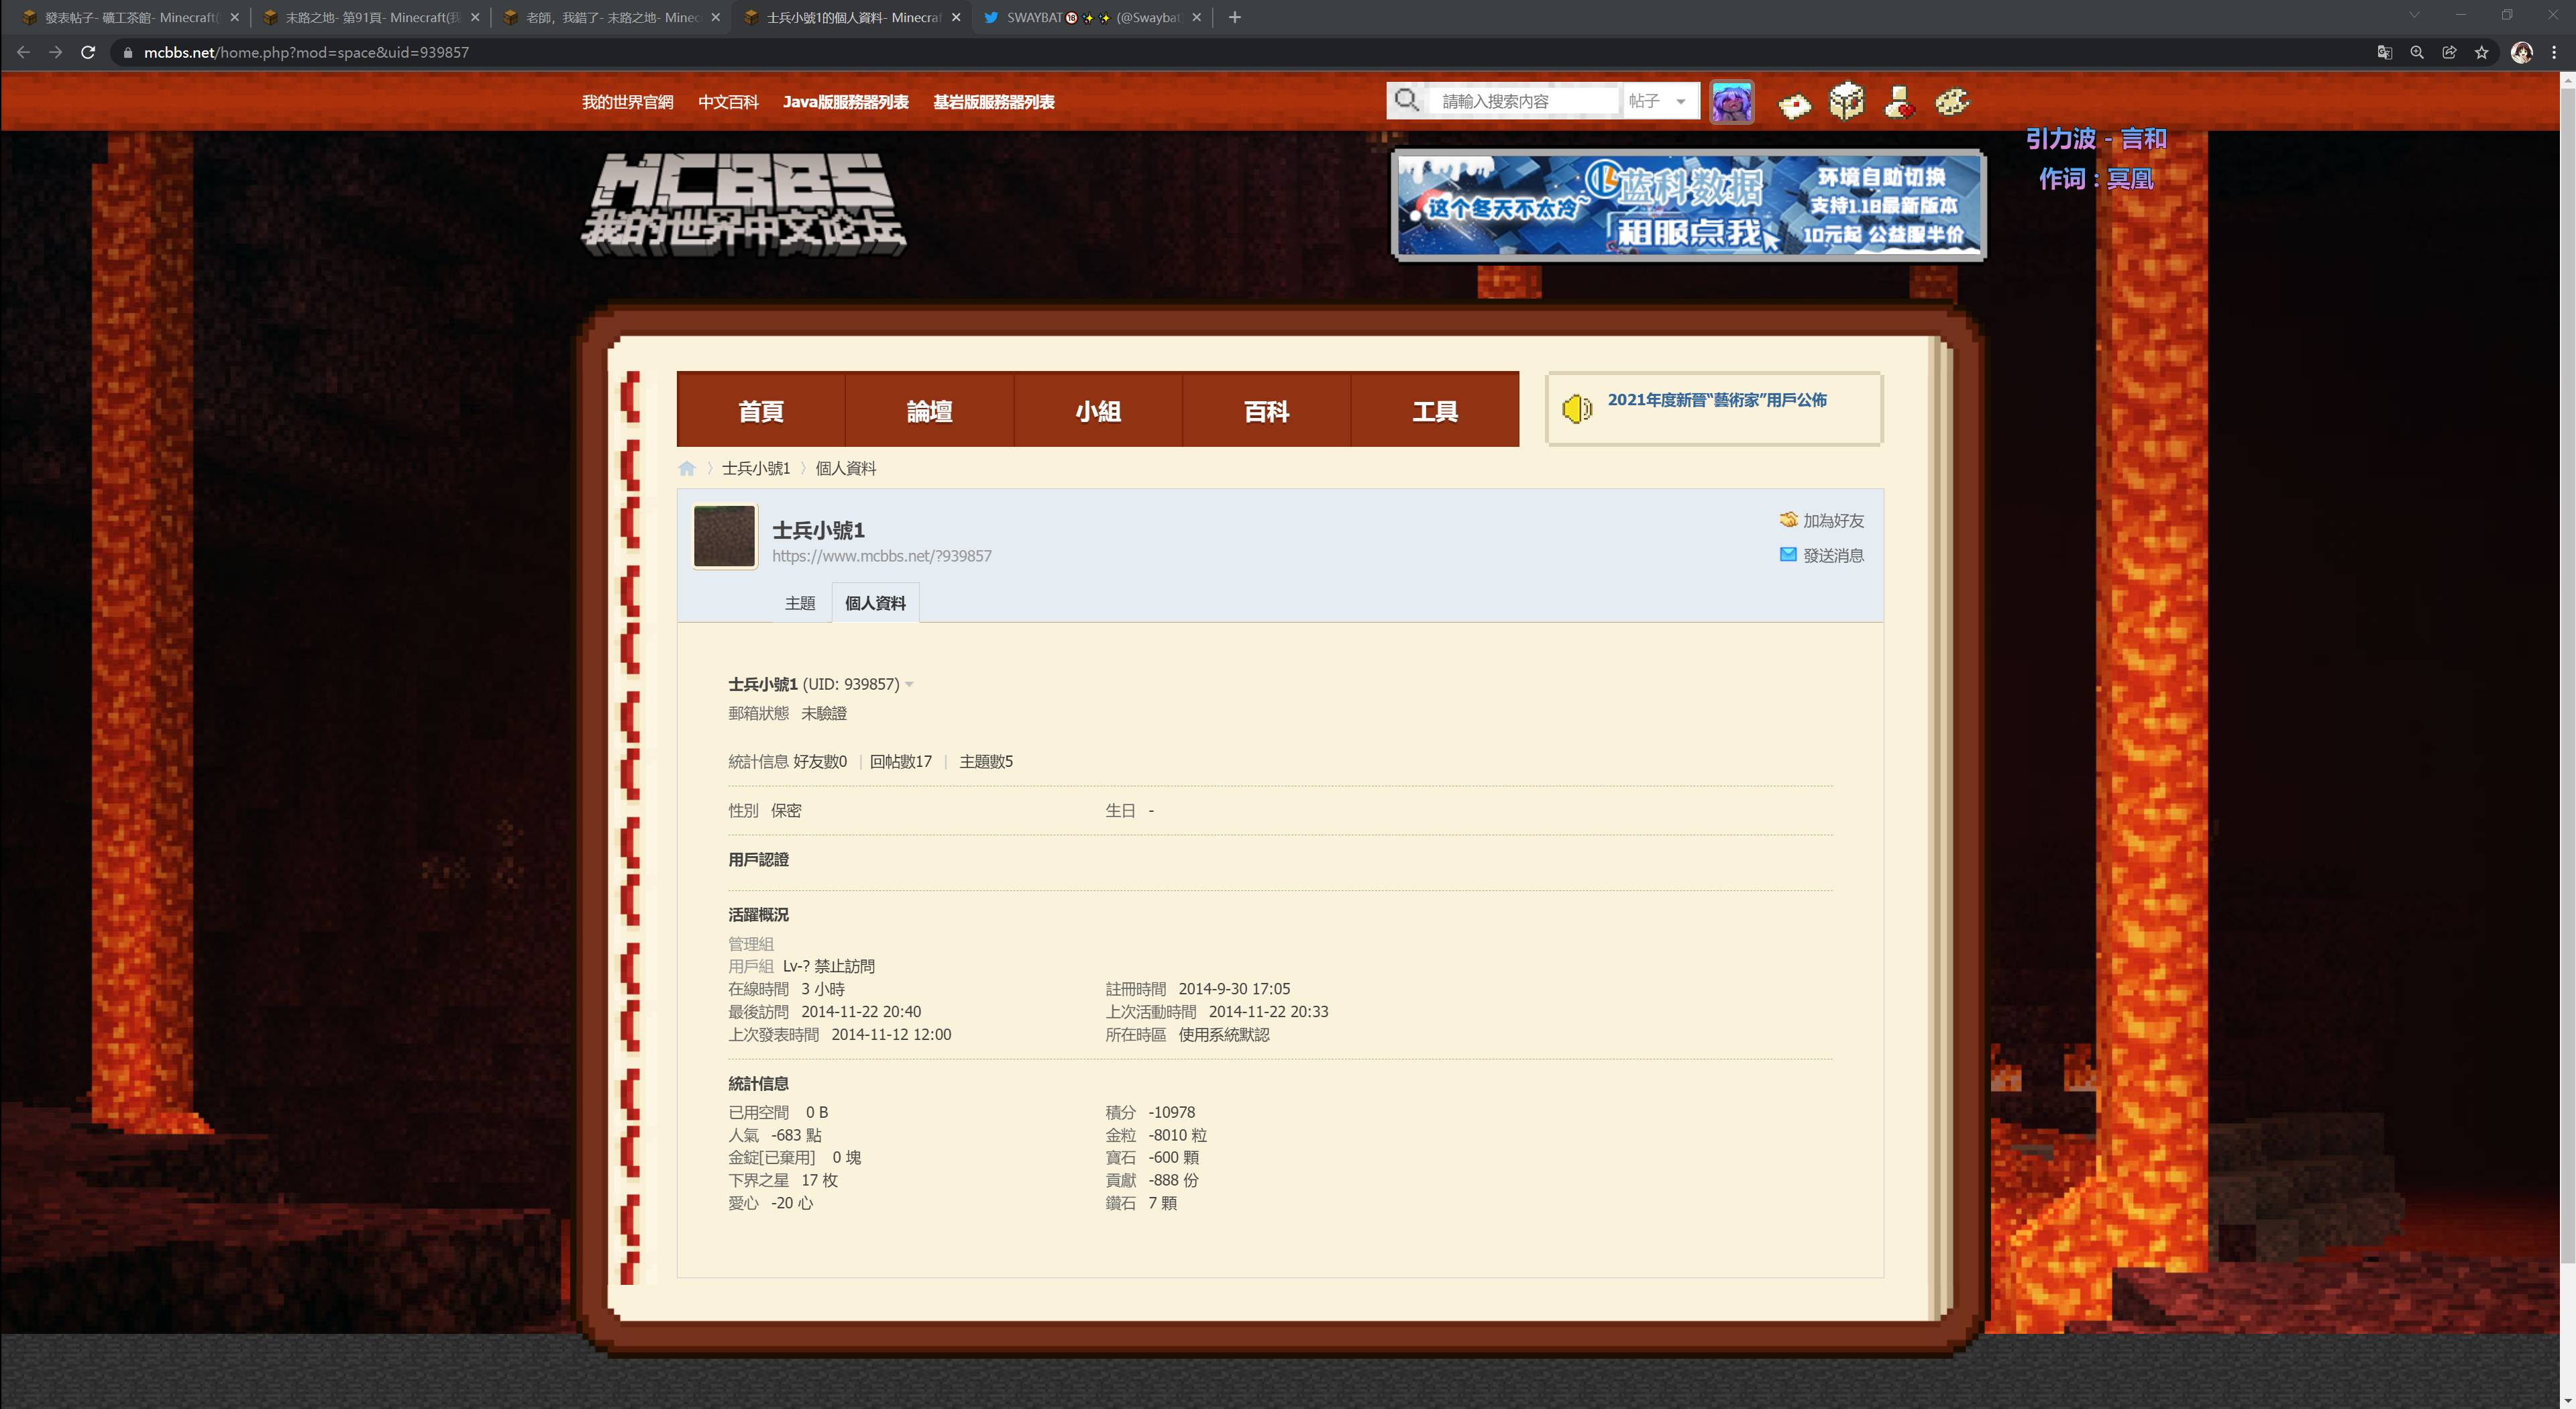 發表帖子- 礦工茶館- Minecraft(
末路之地- 第91頁- Minecraft(我
老師，我錯了- 末路之地- Minec
士兵小號1的個人資料- Minecraf
SWAYBAT🔞✨✨ (@Swaybat
mcbbs.net/home.php?mod=space&uid=939857
我的世界官網 中文百科 Java版服務器列表 基岩版服務器列表
請輸入搜索內容 帖子
引力波 - 言和
作词 : 冥凰
MCBBS
我的世界中文论坛
这个冬天不太冷~
蓝科数据
租服点我
环境自助切换
支持1.18最新版本
10元起 公益服半价
首頁 論壇 小組 百科 工具
2021年度新晉“藝術家”用戶公佈
士兵小號1 〉 個人資料
士兵小號1
https://www.mcbbs.net/?939857
加為好友
發送消息
主題 個人資料
士兵小號1 (UID: 939857)
郵箱狀態 未驗證
統計信息 好友數0 | 回帖數17 | 主題數5
性別 保密 生日 -
用戶認證
活躍概況
管理組
用戶組 Lv-? 禁止訪問
在線時間 3 小時 註冊時間 2014-9-30 17:05
最後訪問 2014-11-22 20:40 上次活動時間 2014-11-22 20:33
上次發表時間 2014-11-12 12:00 所在時區 使用系統默認
統計信息
已用空間 0 B 積分 -10978
人氣 -683 點 金粒 -8010 粒
金錠[已棄用] 0 塊 寶石 -600 顆
下界之星 17 枚 貢獻 -888 份
愛心 -20 心 鑽石 7 顆